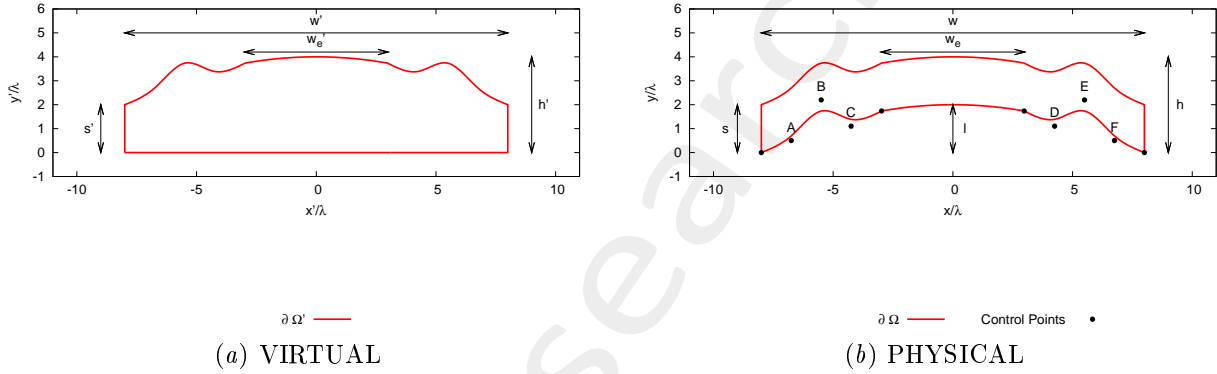 6
5
4
3
2
1
0
-1
-10
-5
0
5
10
y'/λ
x'/λ
w'
w_e'
s'
h'
∂ Ω'
(a) VIRTUAL
6
5
4
3
2
1
0
-1
-10
-5
0
5
10
y/λ
x/λ
w
w_e
s
h
l
A
B
C
D
E
F
∂ Ω
Control Points
(b) PHYSICAL
searc